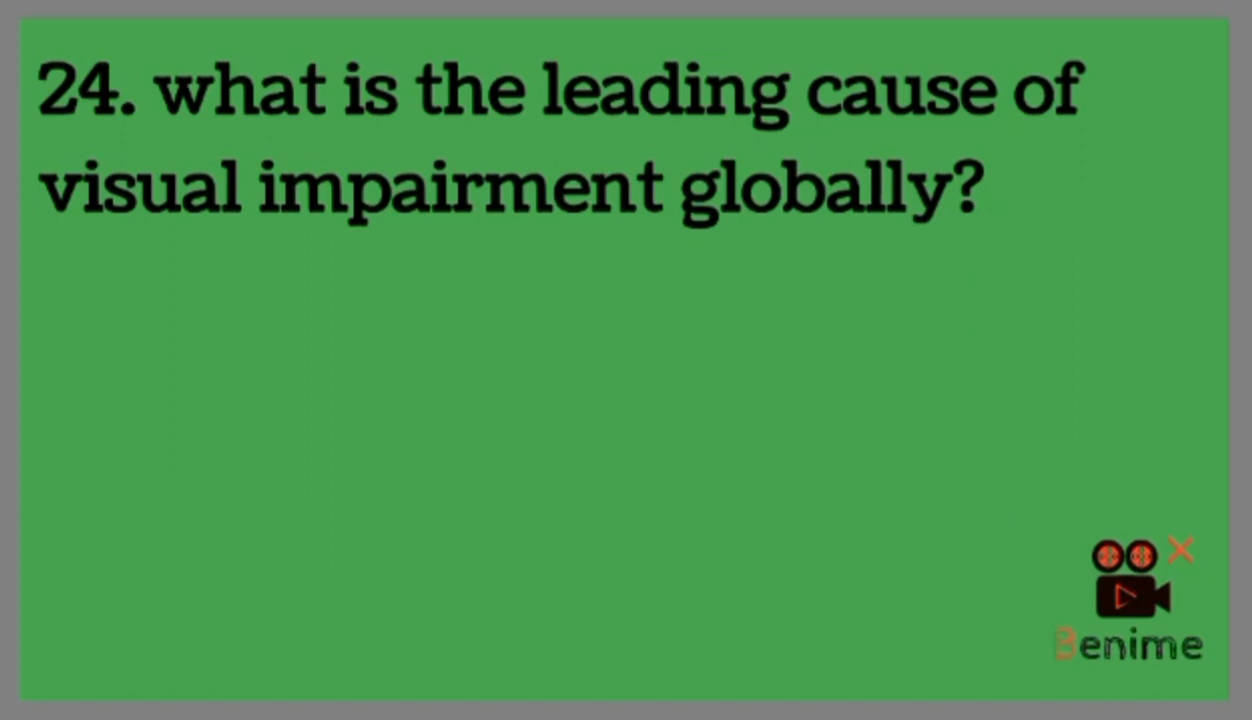 24. what is the leading cause of
visual impairment globally?
Benime